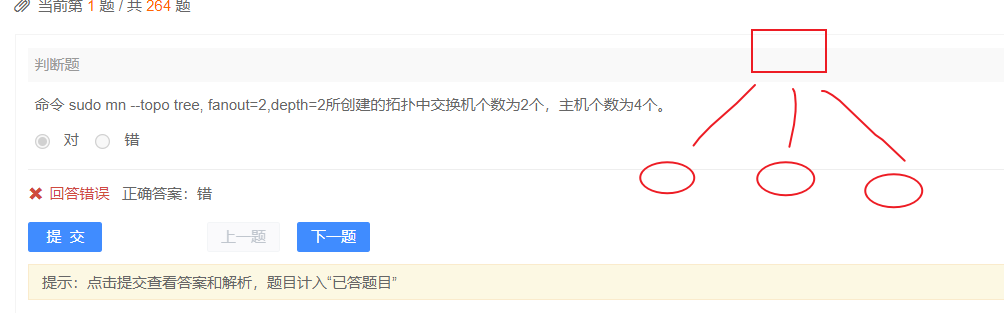 当前第 1 题 / 共 264 题
判断题
命令 sudo mn --topo tree, fanout=2,depth=2所创建的拓扑中交换机个数为2个，主机个数为4个。
对 错
回答错误 正确答案：错
提 交 上一题 下一题
提示：点击提交查看答案和解析，题目计入“已答题目”